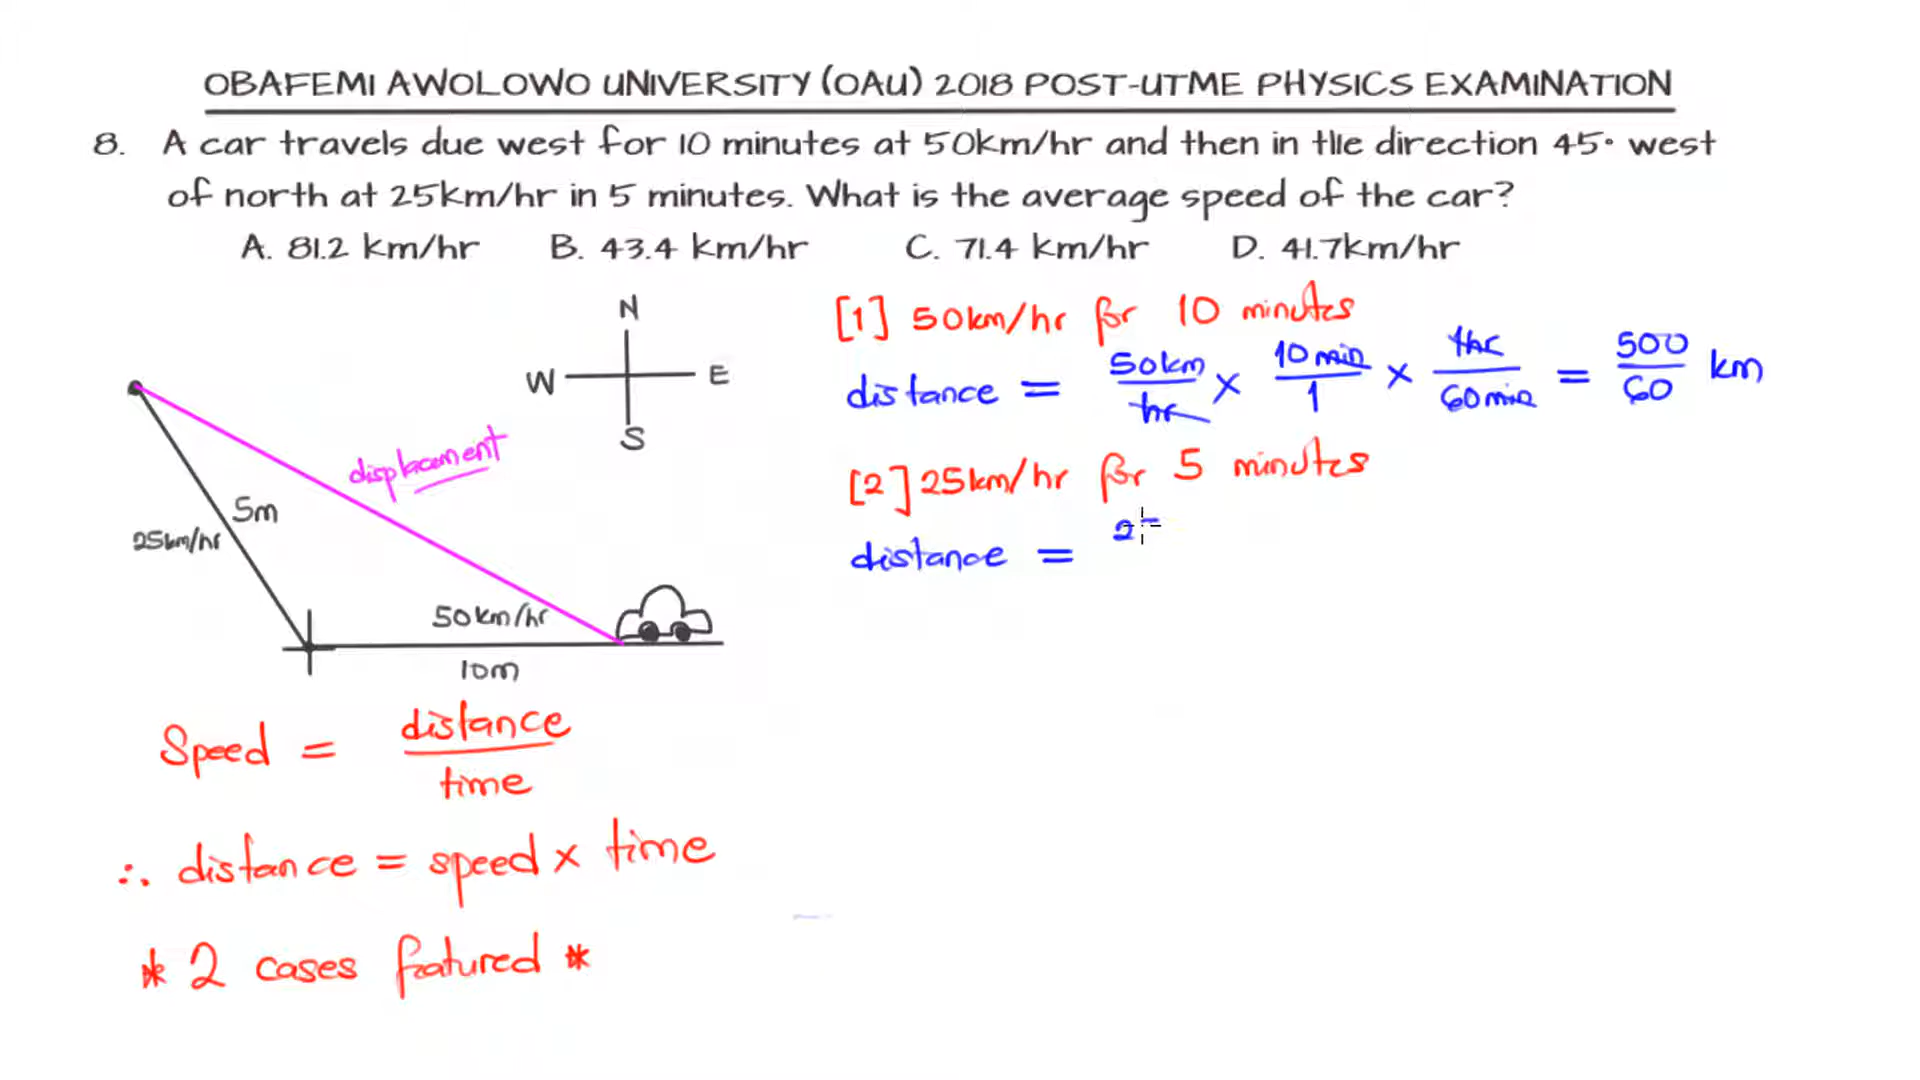 OBAFEMI AWOLOWO UNIVERSITY (OAU) 2018 POST-UTME PHYSICS EXAMINATION
8. A car travels due west for 10 minutes at 50km/hr and then in the direction 45° west
of north at 25km/hr in 5 minutes. What is the average speed of the car?
A. 81.2 km/hr B. 43.4 km/hr C. 71.4 km/hr D. 41.7km/hr
N
W E
S
displacement
5m
25km/hr
50km/hr
10m
Speed = distance / time
∴ distance = speed x time
* 2 cases featured *
[1] 50km/hr for 10 minutes
distance = 50km/hr x 10min/1 x 1hr/60min = 500/60 km
[2] 25km/hr for 5 minutes
distance = 2